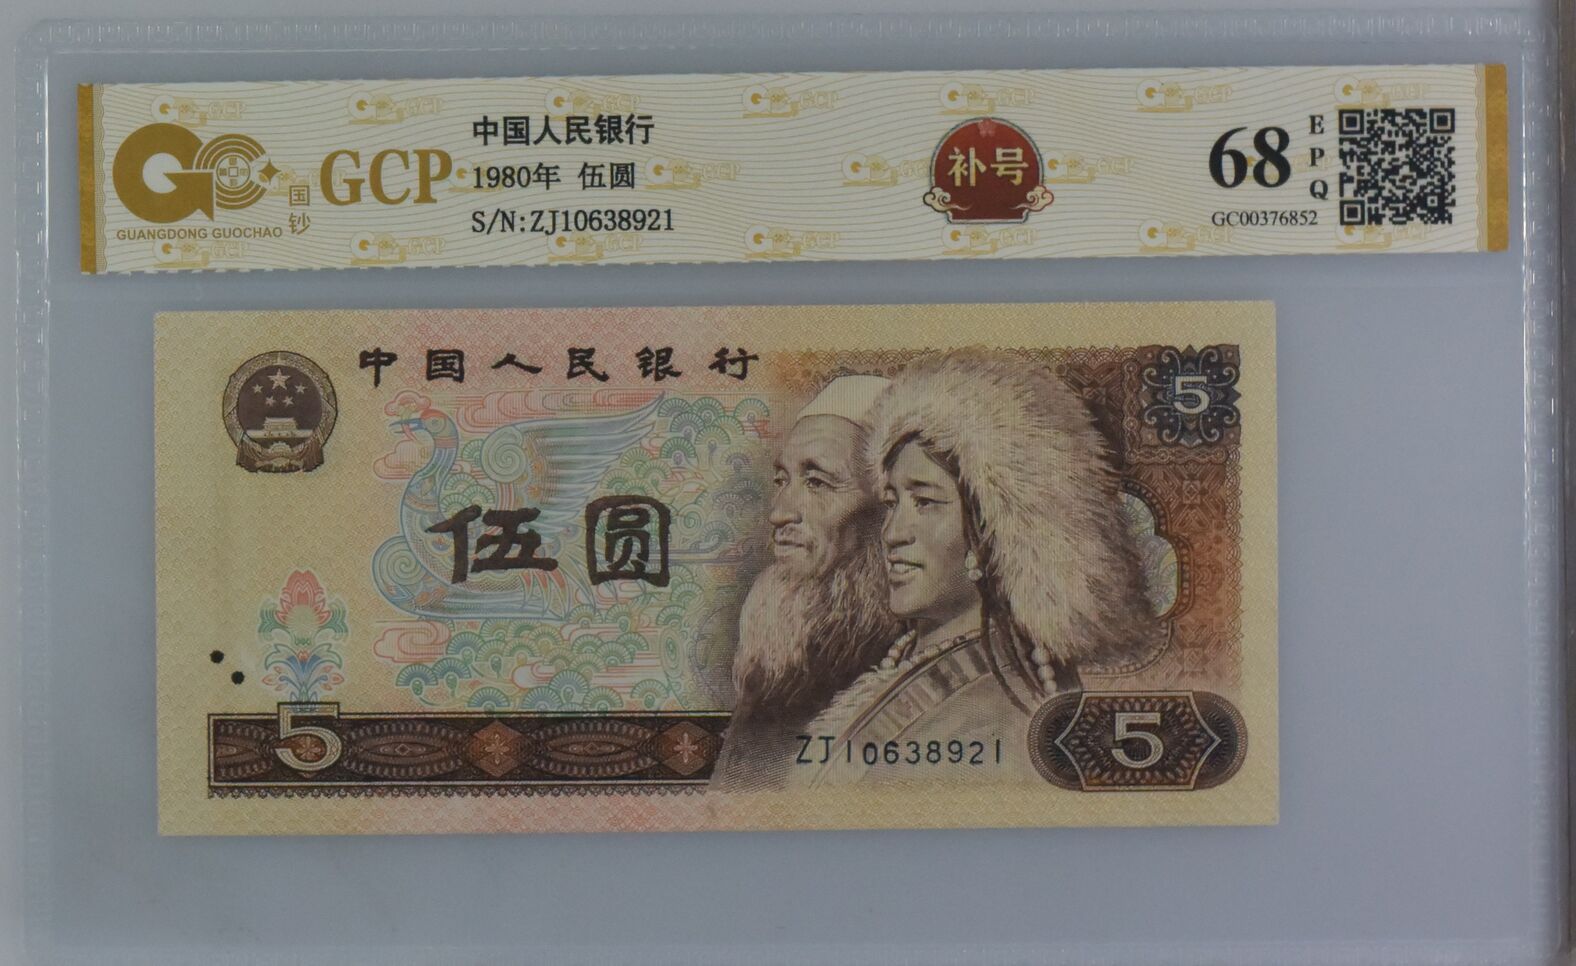 GCP
国
钞
GUANGDONG GUOCHAO
中国人民银行
1980年 伍圆
S/N:ZJ10638921
补号
68
EPQ
GC00376852
中国人民银行
5
伍圆
5
ZJ10638921
5